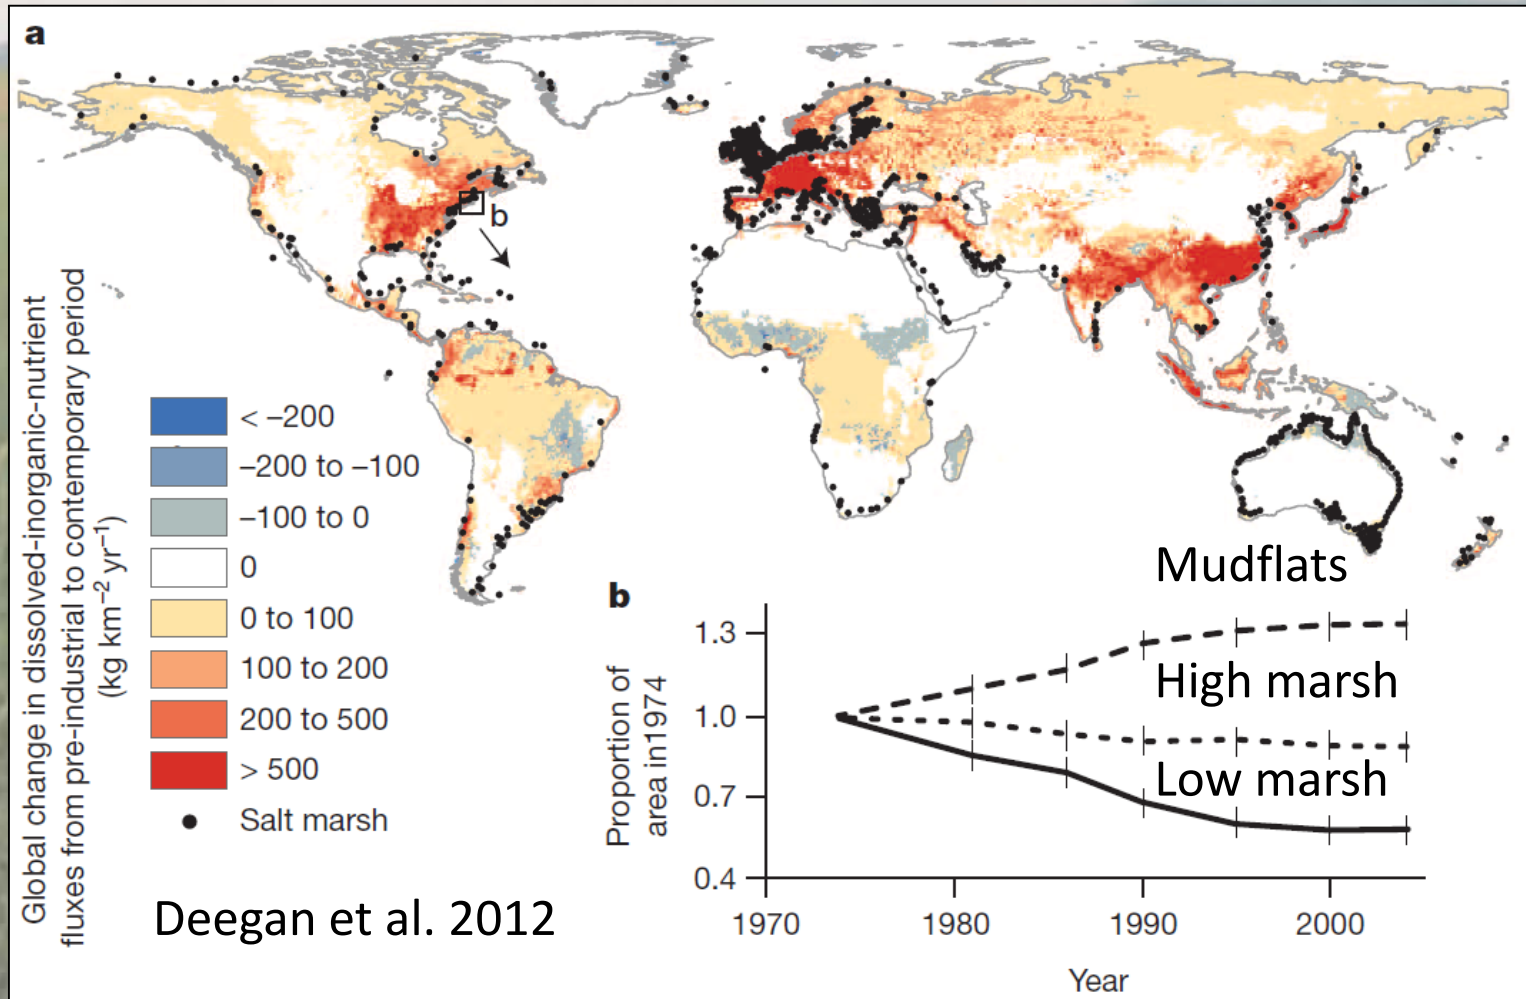 a
b
Global change in dissolved-inorganic-nutrient
fluxes from pre-industrial to contemporary period
(kg km⁻² yr⁻¹)
< –200
–200 to –100
–100 to 0
0
0 to 100
100 to 200
200 to 500
> 500
Salt marsh
Deegan et al. 2012
b
Proportion of
area in1974
1.3
1.0
0.7
0.4
Mudflats
High marsh
Low marsh
1970 1980 1990 2000
Year